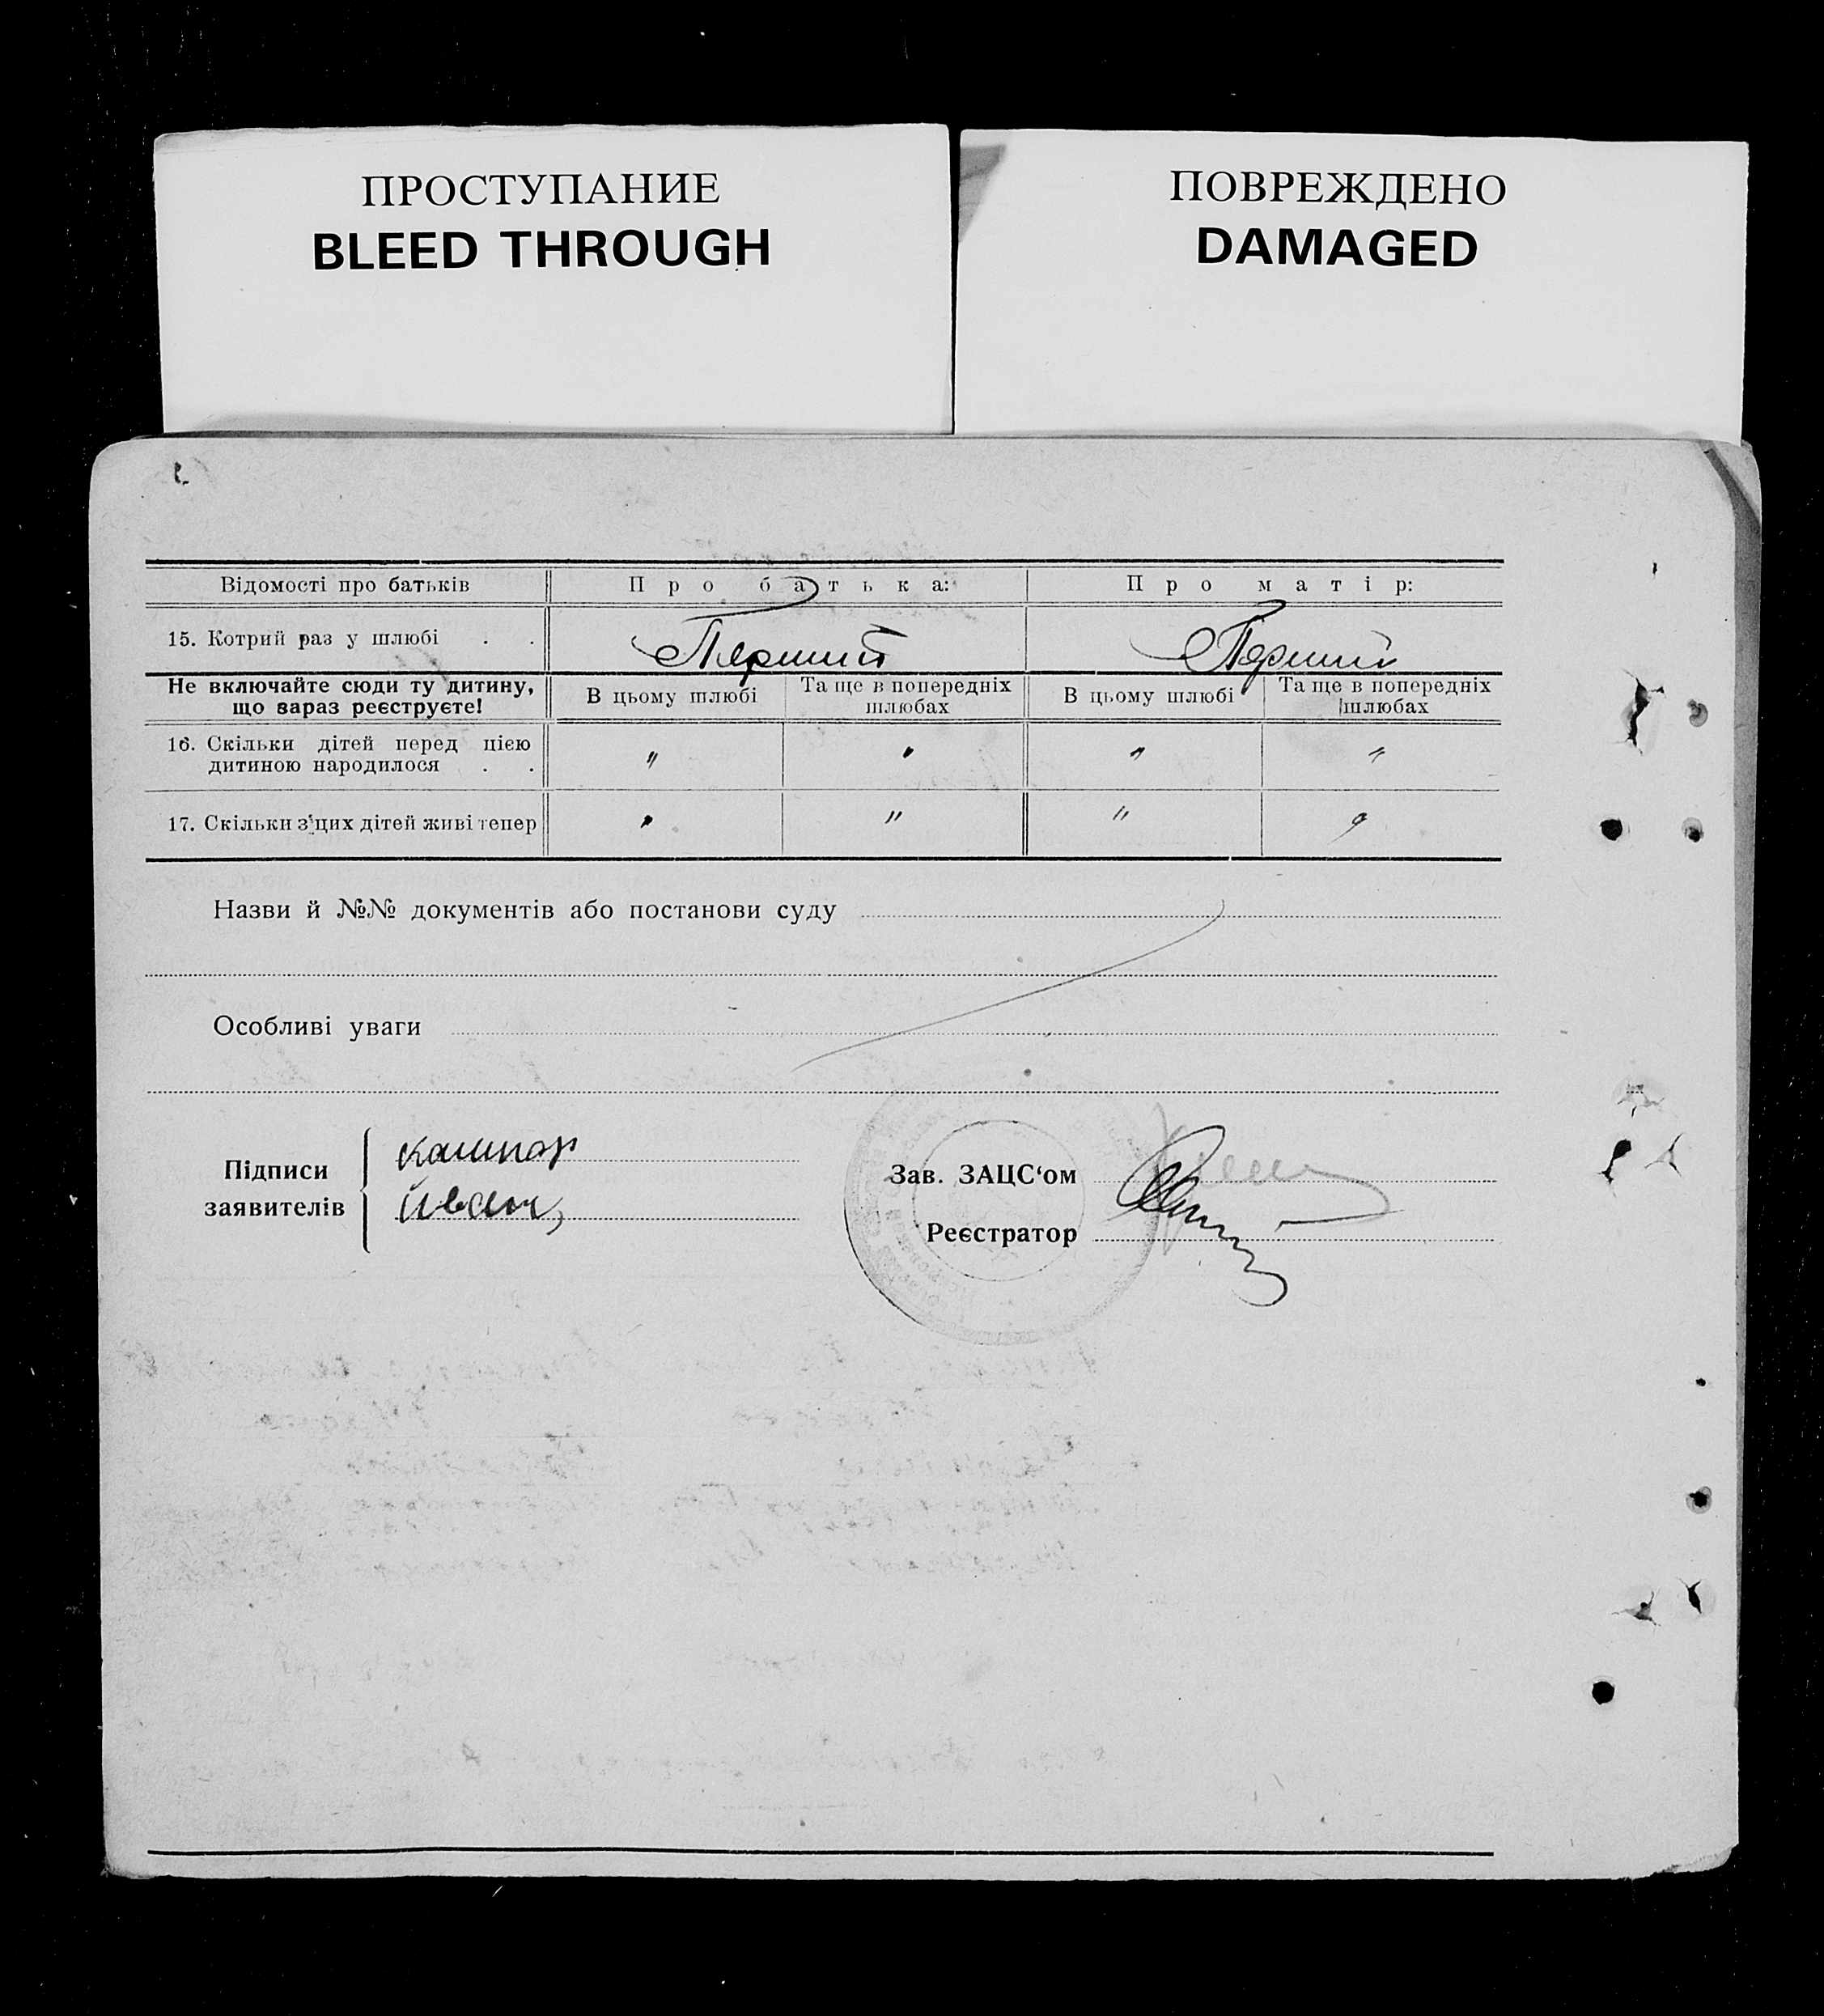 ПРОСТУПАНИЕ
BLEED THROUGH
ПОВРЕЖДЕНО
DAMAGED
Відомості про батьків Про батька: Про матір:
15. Котрий раз у шлюбі . . Перший Перший
Не включайте сюди ту дитину, що зараз реєструєте! В цьому шлюбі Та ще в попередніх шлюбах В цьому шлюбі Та ще в попередніх шлюбах
16. Скільки дітей перед цією дитиною народилося . . " " " "
17. Скільки з цих дітей живі тепер " " " "
Назви й №№ документів або постанови суду
Особливі уваги
Підписи заявителів
кашпор
Иван,
Зав. ЗАЦС‘ом
Реєстратор